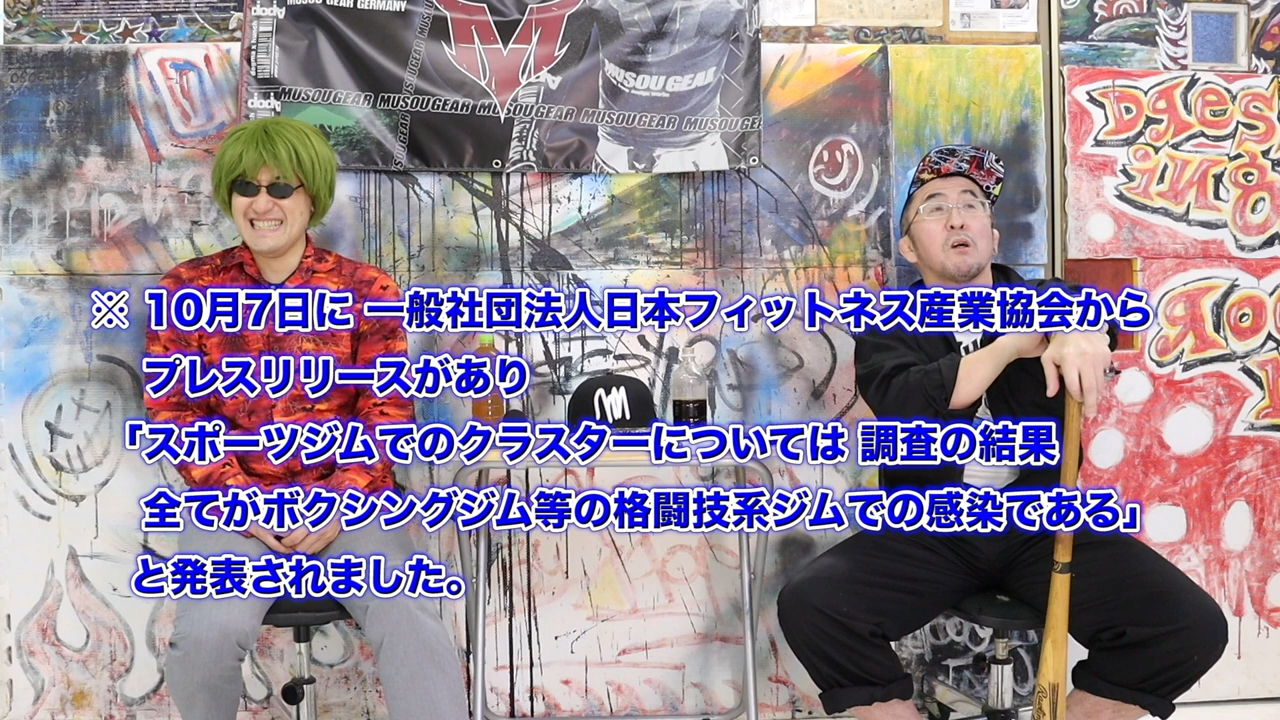 MUSOU GEAR GERMANY
MUSOU GEAR
MUSOUGEAR MUSOUGEAR MUSOUGEAR MUSOUGEAR MUSOUGEAR
※ 10月7日に 一般社団法人日本フィットネス産業協会から
プレスリリースがあり
「スポーツジムでのクラスターについては 調査の結果
全てがボクシングジム等の格闘技系ジムでの感染である」
と発表されました。